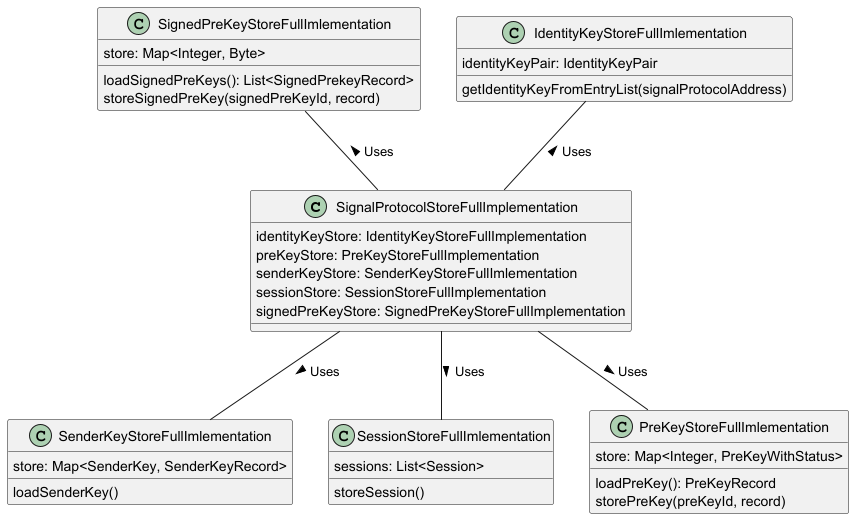 SignedPreKeyStoreFullImlementation
store: Map<Integer, Byte>
loadSignedPreKeys(): List<SignedPrekeyRecord>
storeSignedPreKey(signedPreKeyId, record)
IdentityKeyStoreFullImlementation
identityKeyPair: IdentityKeyPair
getIdentityKeyFromEntryList(signalProtocolAddress)
Uses
Uses
SignalProtocolStoreFullImplementation
identityKeyStore: IdentityKeyStoreFullImplementation
preKeyStore: PreKeyStoreFullImplementation
senderKeyStore: SenderKeyStoreFullImlementation
sessionStore: SessionStoreFullImplementation
signedPreKeyStore: SignedPreKeyStoreFullImplementation
Uses
Uses
Uses
SenderKeyStoreFullImlementation
store: Map<SenderKey, SenderKeyRecord>
loadSenderKey()
SessionStoreFullImlementation
sessions: List<Session>
storeSession()
PreKeyStoreFullImlementation
store: Map<Integer, PreKeyWithStatus>
loadPreKey(): PreKeyRecord
storePreKey(preKeyId, record)